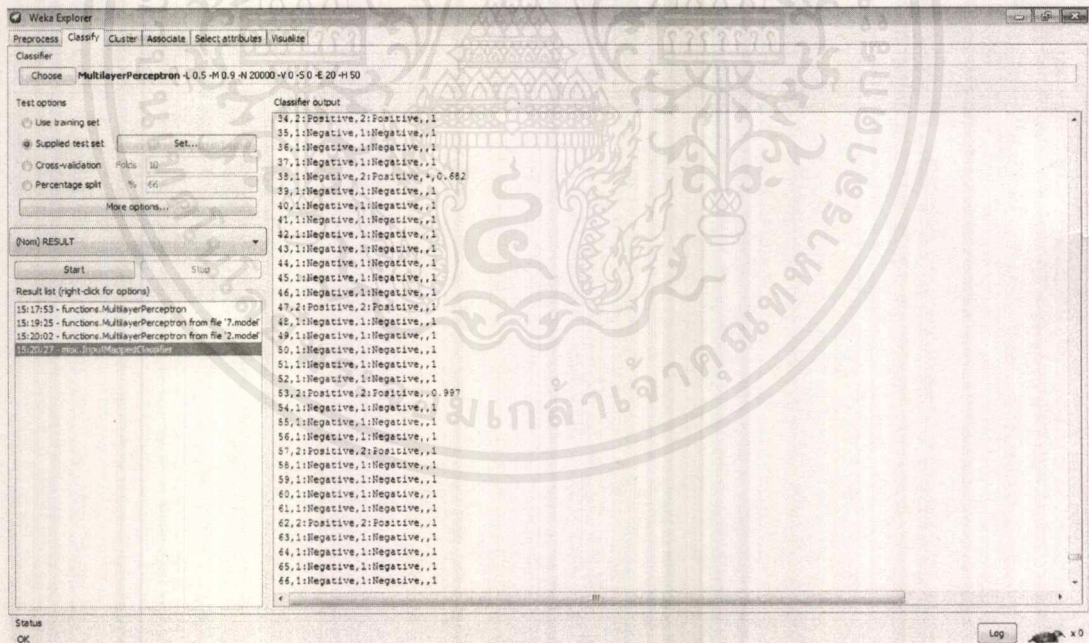 Weka Explorer
Preprocess Classify Cluster Associate Select attributes Visualize
Classifier
Choose MultilayerPerceptron -L 0.5 -M 0.9 -N 20000 -V 0 -S 0 -E 20 -H 50
Test options
Use training set
Supplied test set Set...
Cross-validation Folds 10
Percentage split % 66
More options...
(Nom) RESULT
Start Stop
Result list (right-click for options)
15:17:53 - functions.MultilayerPerceptron
15:19:25 - functions.MultilayerPerceptron from file '7.model'
15:20:02 - functions.MultilayerPerceptron from file '2.model'
15:20:27 - misc.InputMappedClassifier
Classifier output
34,2:Positive,2:Positive,,1
35,1:Negative,1:Negative,,1
36,1:Negative,1:Negative,,1
37,1:Negative,1:Negative,,1
38,1:Negative,2:Positive,+,0.682
39,1:Negative,1:Negative,,1
40,1:Negative,1:Negative,,1
41,1:Negative,1:Negative,,1
42,1:Negative,1:Negative,,1
43,1:Negative,1:Negative,,1
44,1:Negative,1:Negative,,1
45,1:Negative,1:Negative,,1
46,1:Negative,1:Negative,,1
47,2:Positive,2:Positive,,1
48,1:Negative,1:Negative,,1
49,1:Negative,1:Negative,,1
50,1:Negative,1:Negative,,1
51,1:Negative,1:Negative,,1
52,1:Negative,1:Negative,,1
53,2:Positive,2:Positive,,0.997
54,1:Negative,1:Negative,,1
55,1:Negative,1:Negative,,1
56,1:Negative,1:Negative,,1
57,2:Positive,2:Positive,,1
58,1:Negative,1:Negative,,1
59,1:Negative,1:Negative,,1
60,1:Negative,1:Negative,,1
61,1:Negative,1:Negative,,1
62,2:Positive,2:Positive,,1
63,1:Negative,1:Negative,,1
64,1:Negative,1:Negative,,1
65,1:Negative,1:Negative,,1
66,1:Negative,1:Negative,,1
Status
OK
Log
x 0